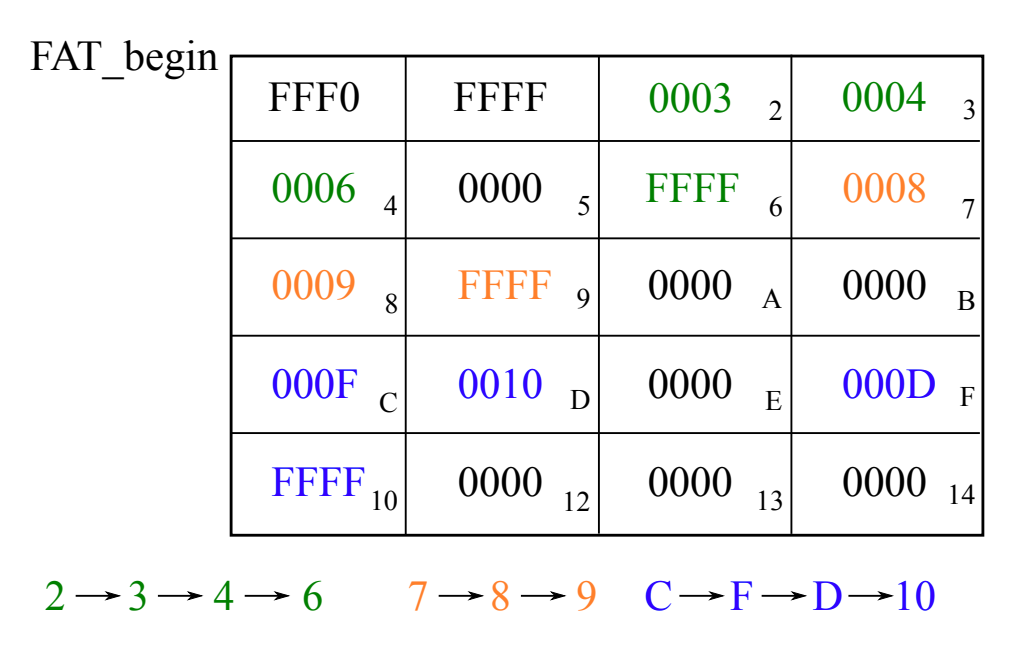 FAT_begin
FFF0 FFFF 0003 2 0004 3
0006 4 0000 5 FFFF 6 0008 7
0009 8 FFFF 9 0000 A 0000 B
000F C 0010 D 0000 E 000D F
FFFF 10 0000 12 0000 13 0000 14
2 → 3 → 4 → 6 7 → 8 → 9 C → F → D → 10